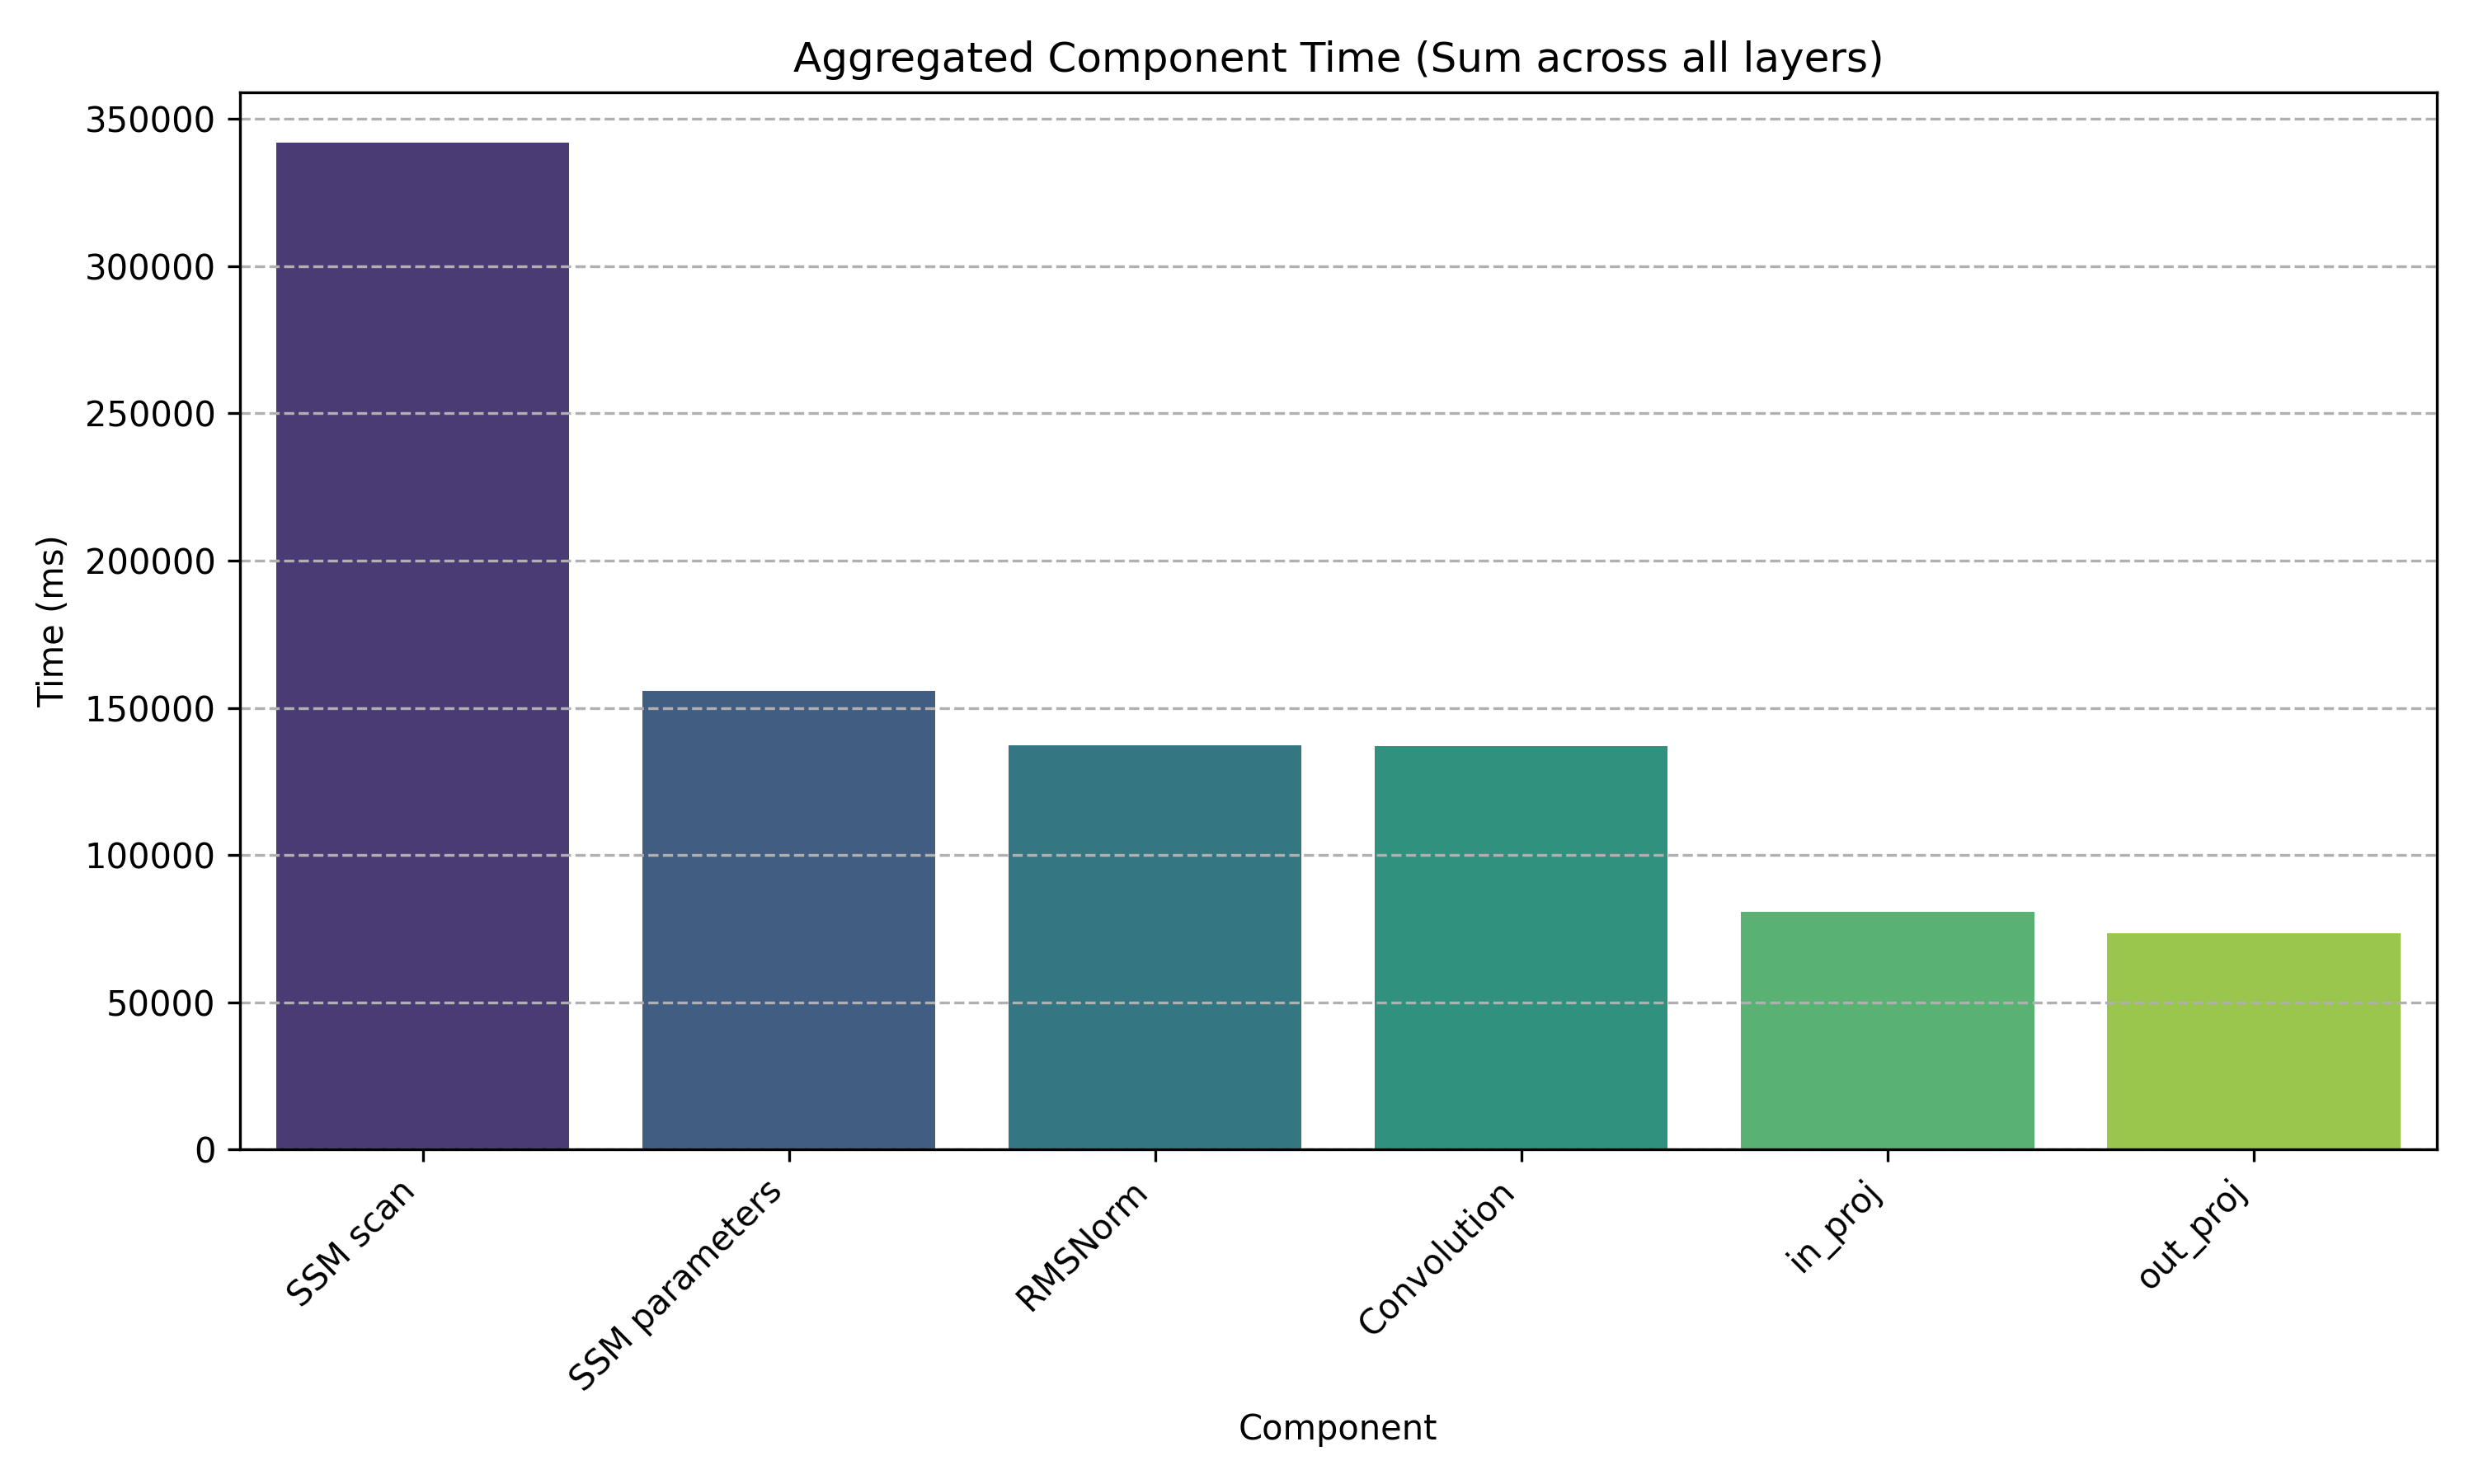 Aggregated Component Time (Sum across all layers)
350000
300000
250000
200000
150000
100000
50000
0
Time (ms)
SSM scan
SSM parameters
RMSNorm
Convolution
in_proj
out_proj
Component